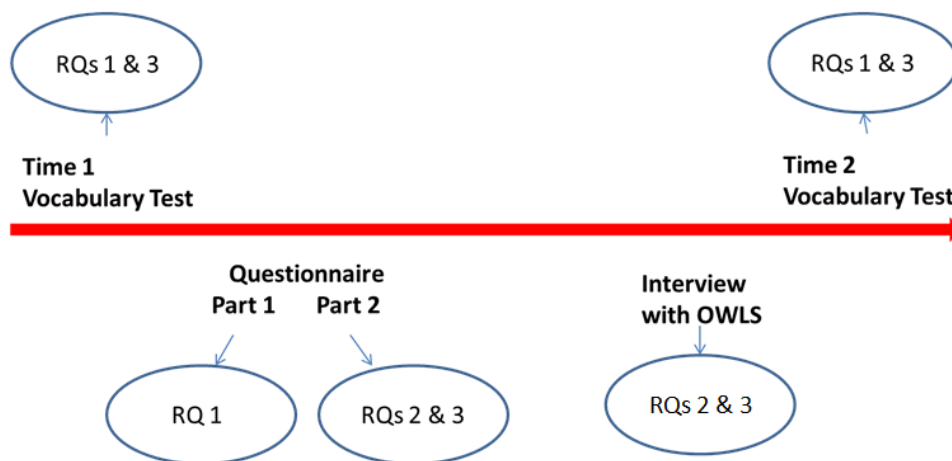 RQs 1 & 3
RQs 1 & 3
Time 1
Vocabulary Test
Time 2
Vocabulary Test
Questionnaire
Part 1 Part 2
Interview
with OWLS
RQ 1
RQs 2 & 3
RQs 2 & 3